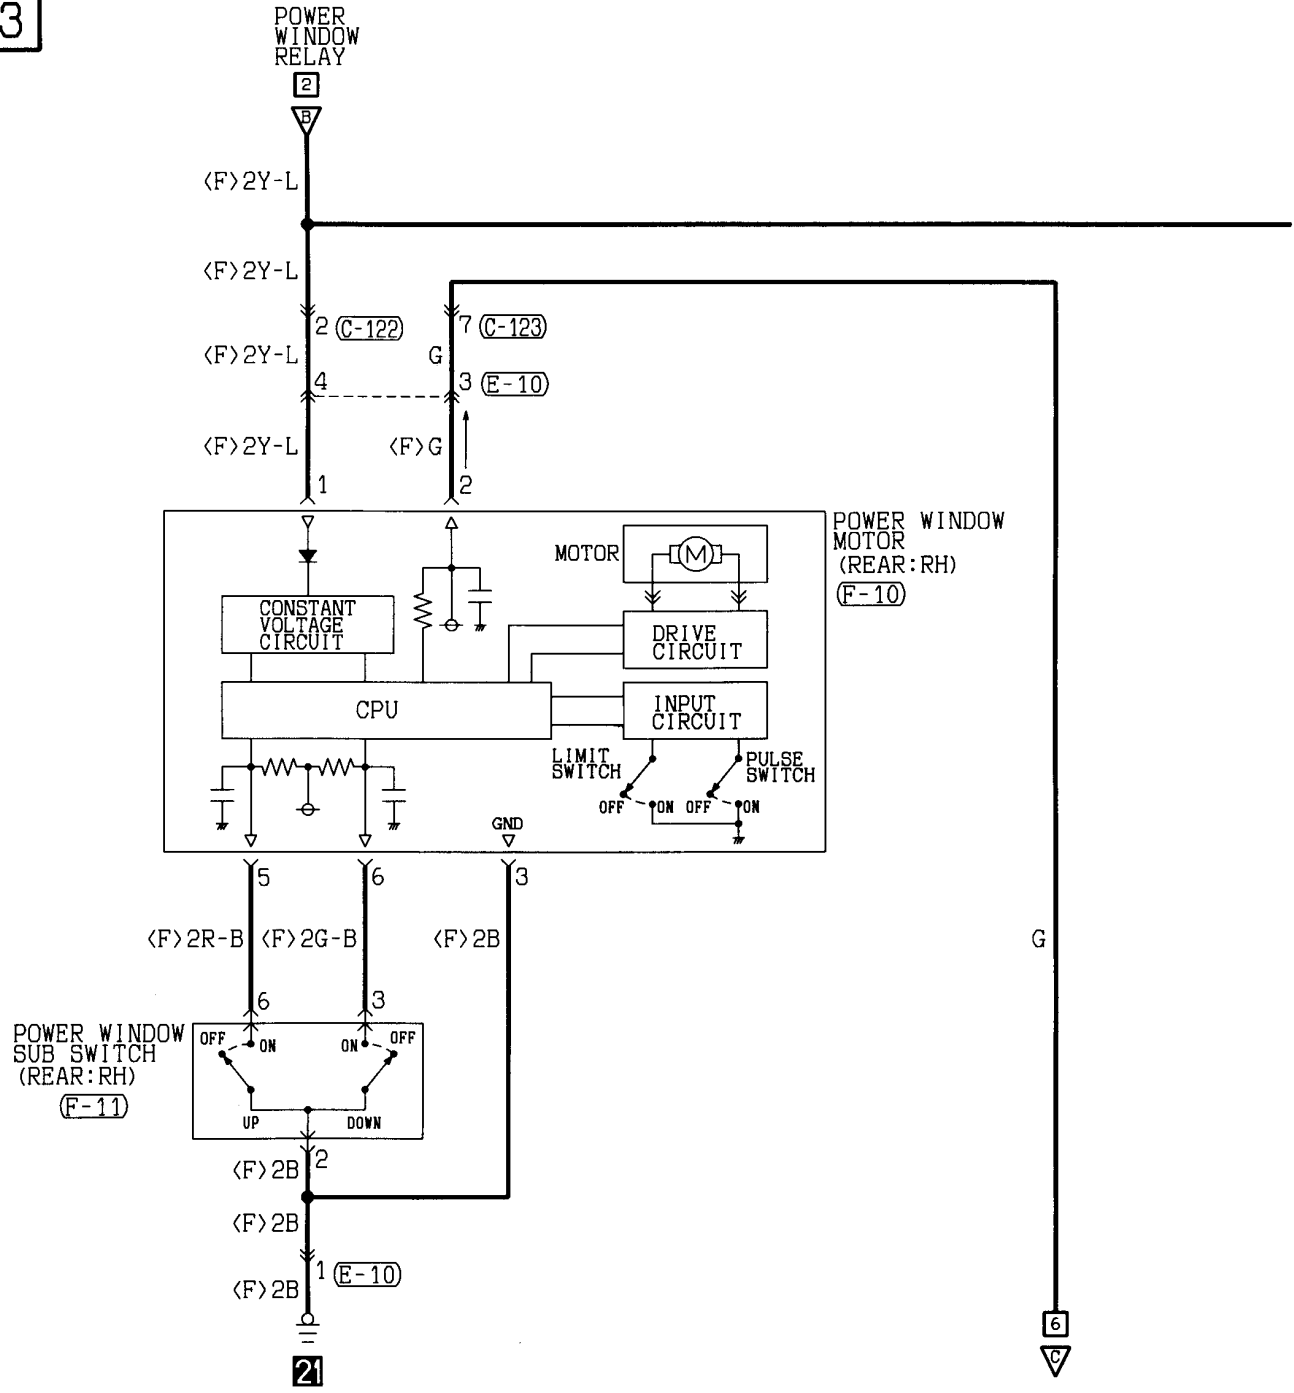 3
POWER
WINDOW
RELAY
2
B
<F>2Y-L
<F>2Y-L
2 (C-122)
7 (C-123)
<F>2Y-L
G
4
3 (E-10)
<F>2Y-L
<F>G
1
2
POWER WINDOW
MOTOR
(REAR:RH)
(F-10)
MOTOR
M
CONSTANT
VOLTAGE
CIRCUIT
DRIVE
CIRCUIT
CPU
INPUT
CIRCUIT
LIMIT
SWITCH
PULSE
SWITCH
OFF ON OFF ON
GND
5
6
3
<F>2R-B
<F>2G-B
<F>2B
G
6
3
POWER WINDOW
SUB SWITCH
(REAR:RH)
(F-11)
OFF ON
ON OFF
UP
DOWN
2
<F>2B
<F>2B
1 (E-10)
<F>2B
21
6
C